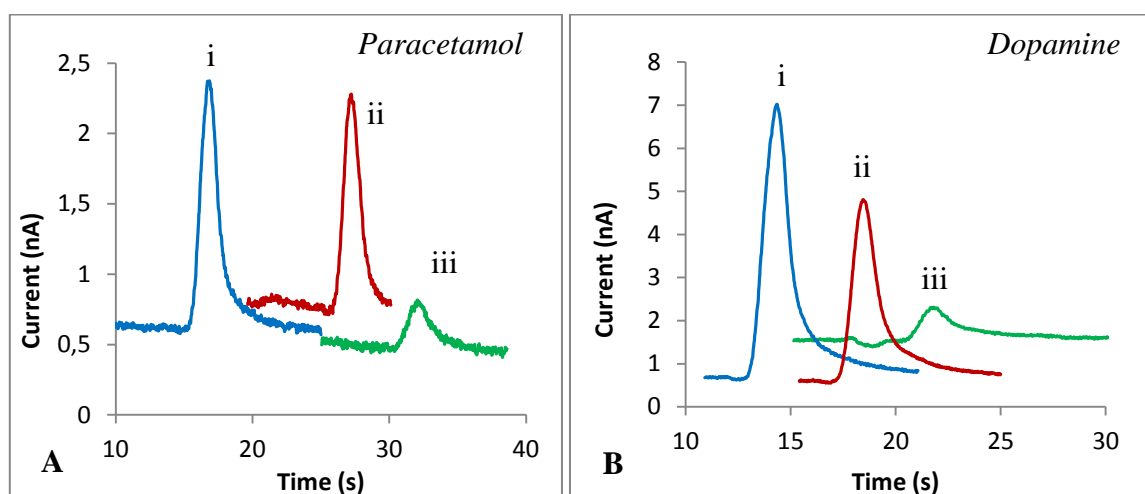 Paracetamol
i
ii
iii
Current (nA)
2,5
2
1,5
1
0,5
0
10 20 30 40
Time (s)
A
Dopamine
i
ii
iii
Current (nA)
8
7
6
5
4
3
2
1
0
10 15 20 25 30
Time (s)
B